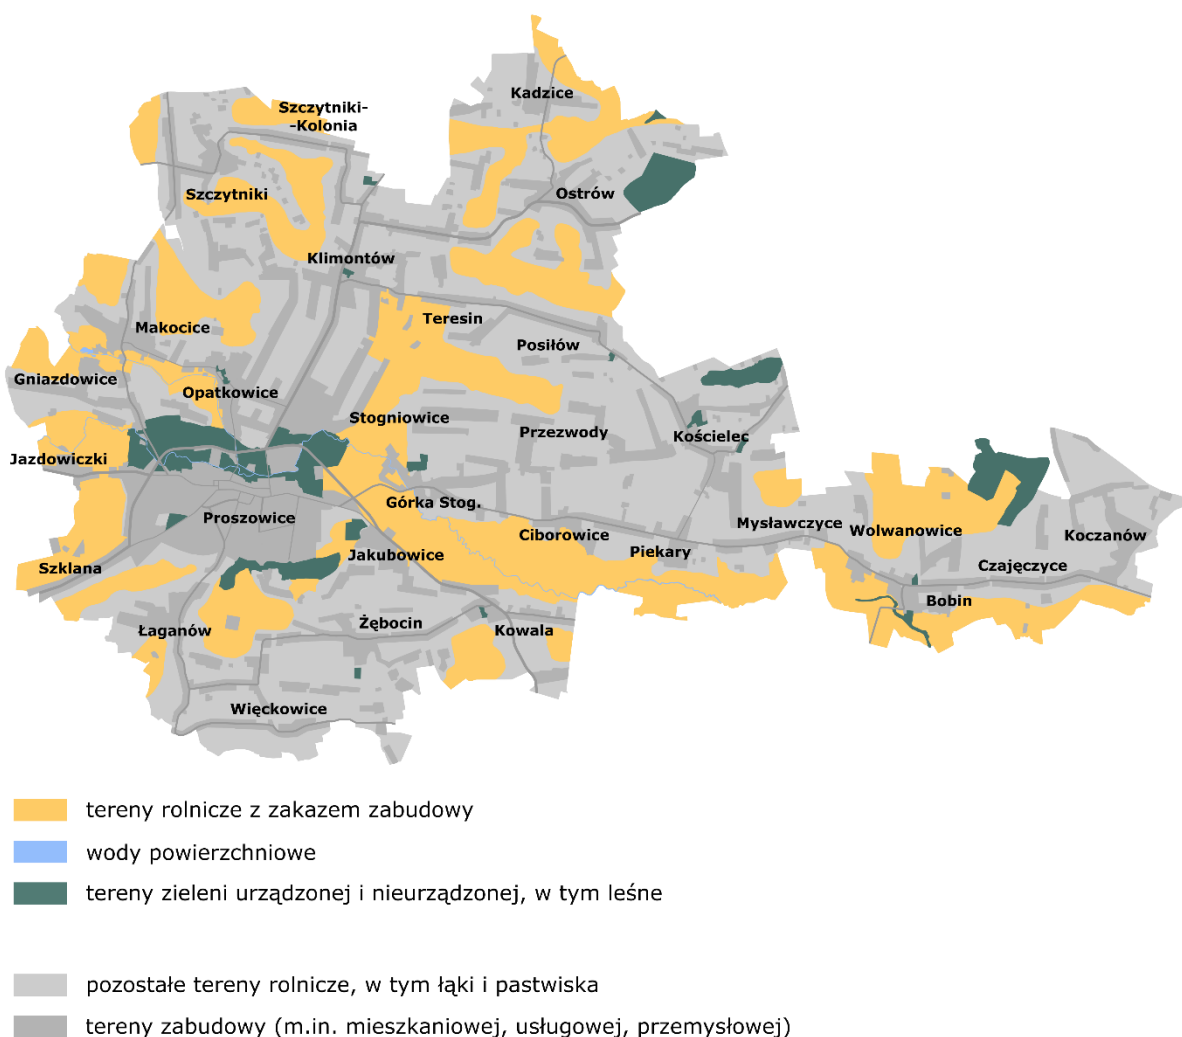 Kadzice
Szczytniki-
-Kolonia
Szczytniki
Ostrów
Klimontów
Teresin
Makocice
Posiłów
Gniazdowice
Opatkowice
Stogniowice
Przezwody
Kościelec
Jazdowiczki
Górka Stog.
Proszowice
Mysławczyce
Wolwanowice
Koczanów
Ciborowice
Jakubowice
Piekary
Szklana
Czajęczyce
Bobin
Łaganów
Żębocin
Kowala
Więckowice
tereny rolnicze z zakazem zabudowy
wody powierzchniowe
tereny zieleni urządzonej i nieurządzonej, w tym leśne
pozostałe tereny rolnicze, w tym łąki i pastwiska
tereny zabudowy (m.in. mieszkaniowej, usługowej, przemysłowej)